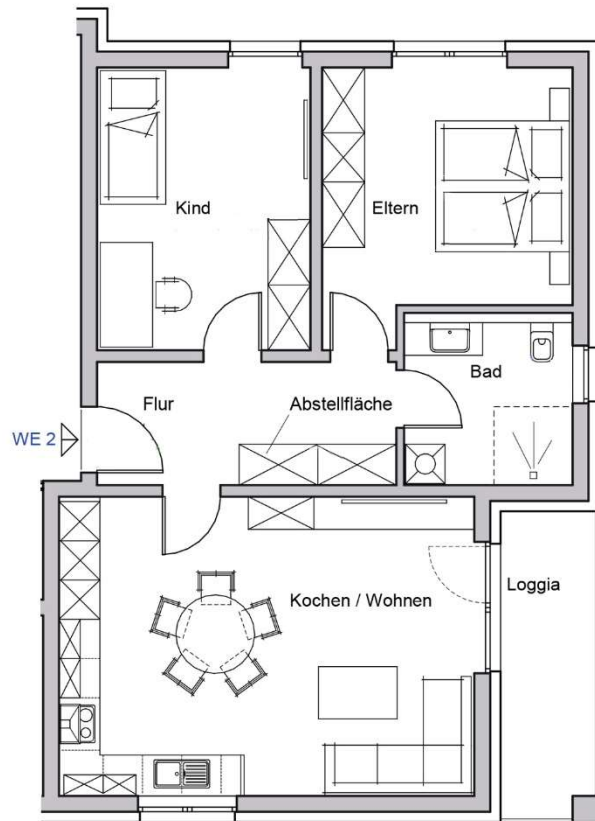 Kind
Eltern
Bad
Flur
Abstellfläche
WE 2
Kochen / Wohnen
Loggia